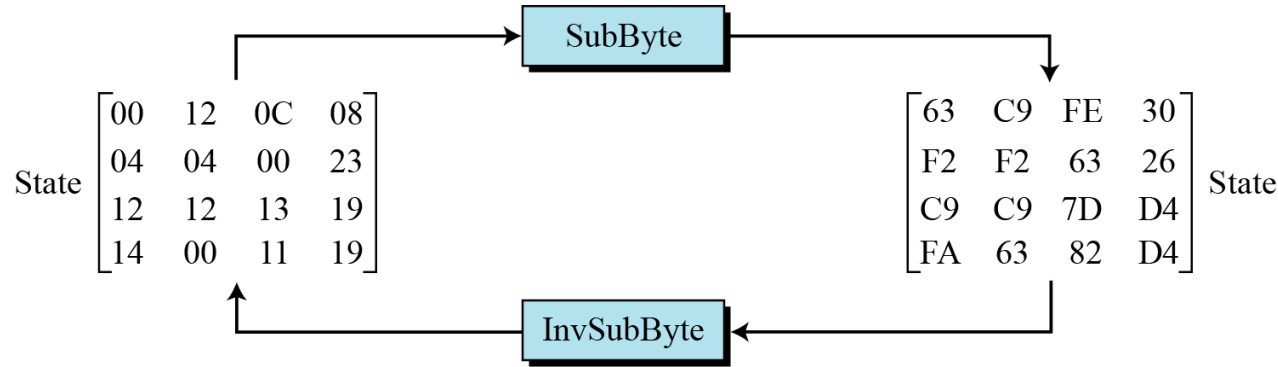 SubByte
00 12 0C 08 63 C9 FE 30
04 04 00 23 F2 F2 63 26
State State
12 12 13 19 C9 C9 7D D4
14 00 11 19 FA 63 82 D4
InvSubByte